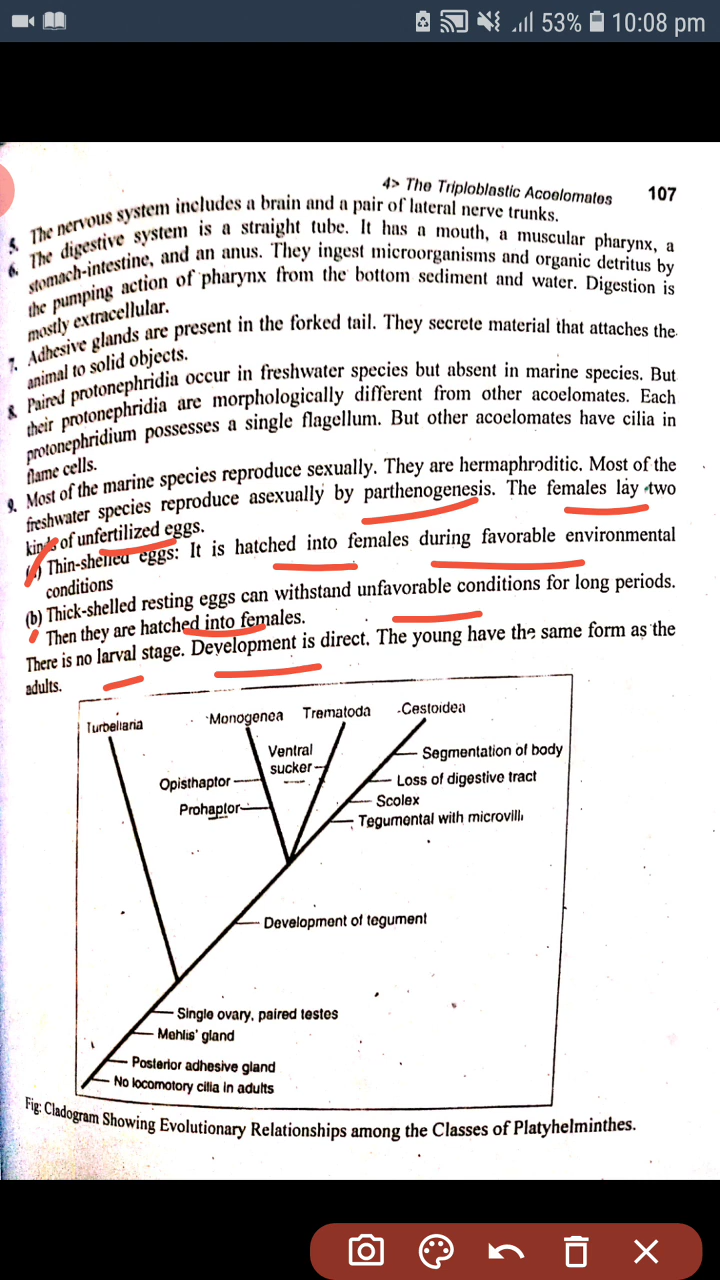 53% 10:08 pm
4> The Triploblastic Acoelomates 107
5. The nervous system includes a brain and a pair of lateral nerve trunks.
6. The digestive system is a straight tube. It has a mouth, a muscular pharynx, a
stomach-intestine, and an anus. They ingest microorganisms and organic detritus by
the pumping action of pharynx from the bottom sediment and water. Digestion is
mostly extracellular.
7. Adhesive glands are present in the forked tail. They secrete material that attaches the
animal to solid objects.
8. Paired protonephridia occur in freshwater species but absent in marine species. But
their protonephridia are morphologically different from other acoelomates. Each
protonephridium possesses a single flagellum. But other acoelomates have cilia in
flame cells.
9. Most of the marine species reproduce sexually. They are hermaphroditic. Most of the
freshwater species reproduce asexually by parthenogenesis. The females lay two
kinds of unfertilized eggs.
(a) Thin-shelled eggs: It is hatched into females during favorable environmental
conditions
(b) Thick-shelled resting eggs can withstand unfavorable conditions for long periods.
Then they are hatched into females.
There is no larval stage. Development is direct. The young have the same form as the
adults.
Turbellaria Monogenea Trematoda Cestoidea
Ventral
sucker
Segmentation of body
Opisthaptor
Loss of digestive tract
Prohaptor
Scolex
Tegumental with microvilli
Development of tegument
Single ovary, paired testes
Mehlis' gland
Posterior adhesive gland
No locomotory cilia in adults
Fig: Cladogram Showing Evolutionary Relationships among the Classes of Platyhelminthes.